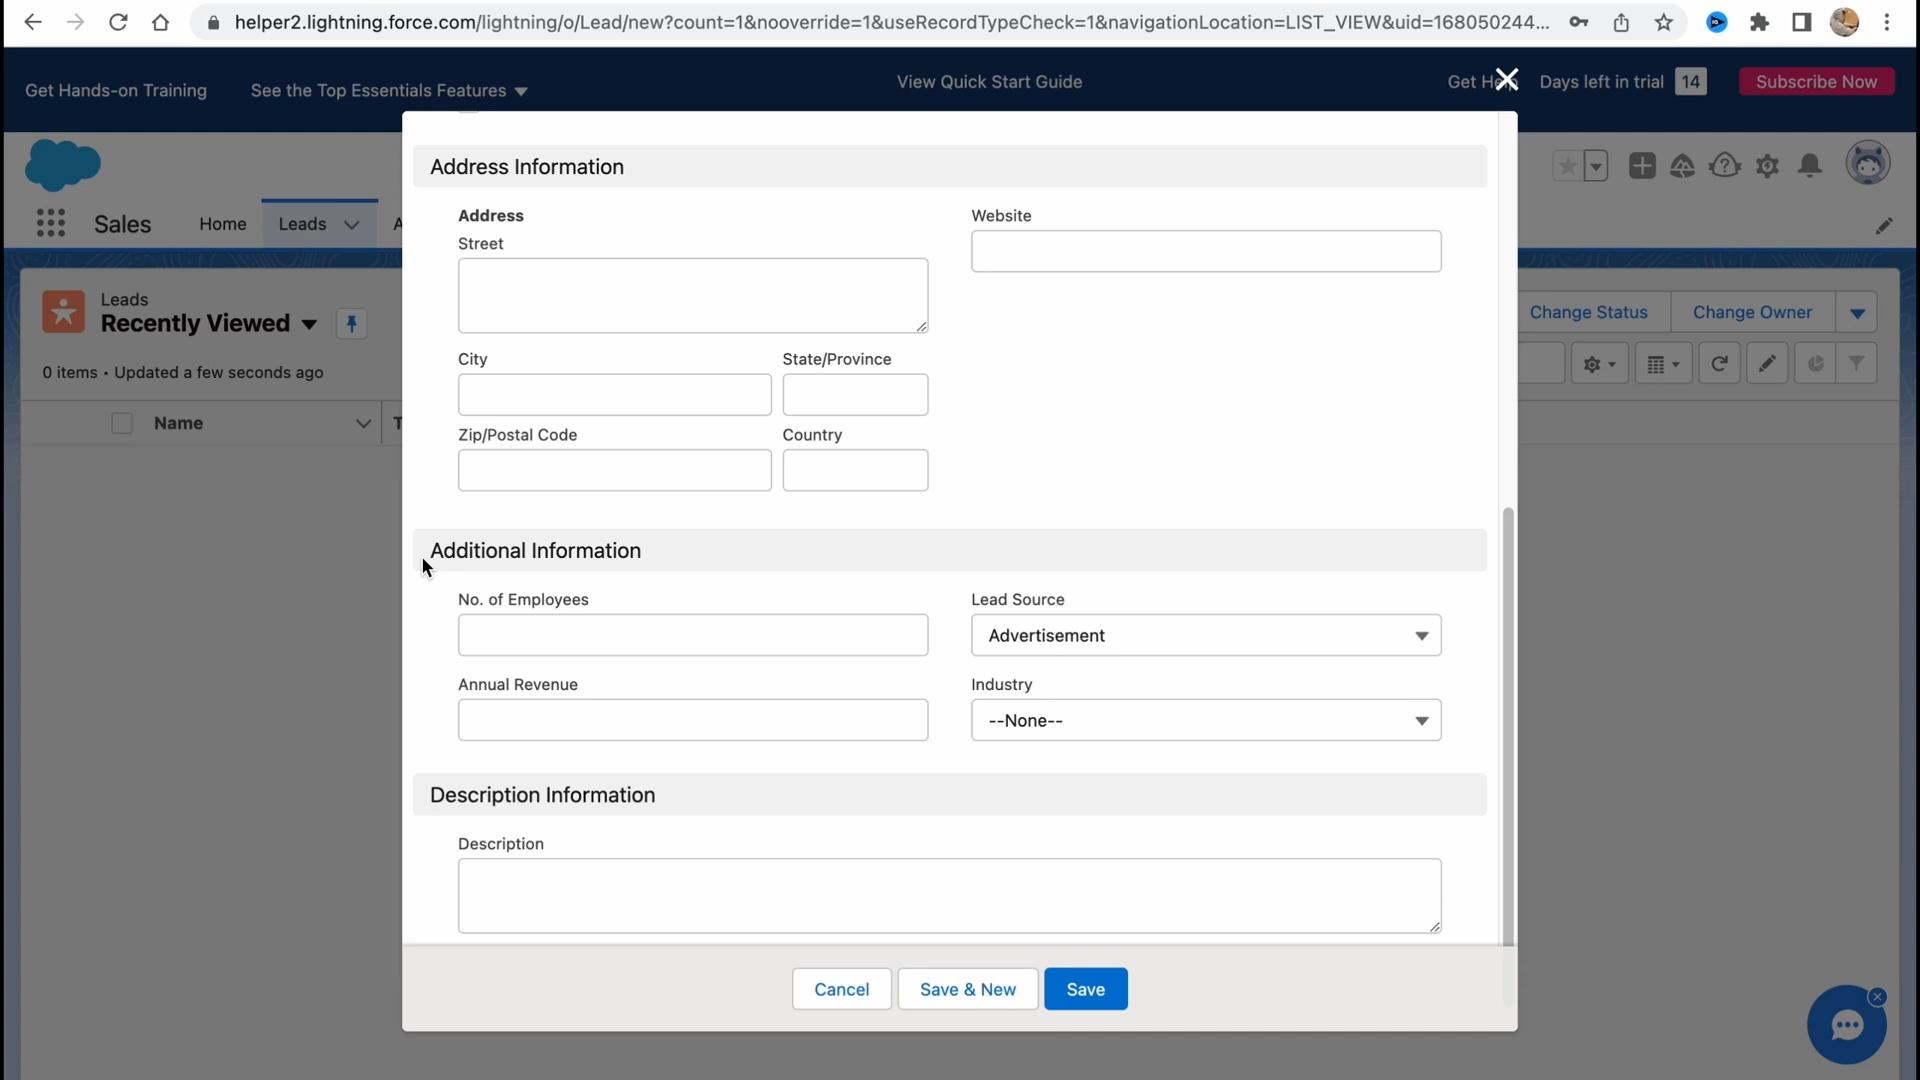 helper2.lightning.force.com/lightning/o/Lead/new?count=1&nooverride=1&useRecordTypeCheck=1&navigationLocation=LIST_VIEW&uid=168050244...
Get Hands-on Training
See the Top Essentials Features
View Quick Start Guide
Get Help
Days left in trial
14
Subscribe Now
Sales
Home
Leads
A
Leads
Recently Viewed
0 items • Updated a few seconds ago
Name
T
Change Status
Change Owner
Address Information
Address
Street
Website
City
State/Province
Zip/Postal Code
Country
Additional Information
No. of Employees
Lead Source
Advertisement
Annual Revenue
Industry
--None--
Description Information
Description
Cancel
Save & New
Save